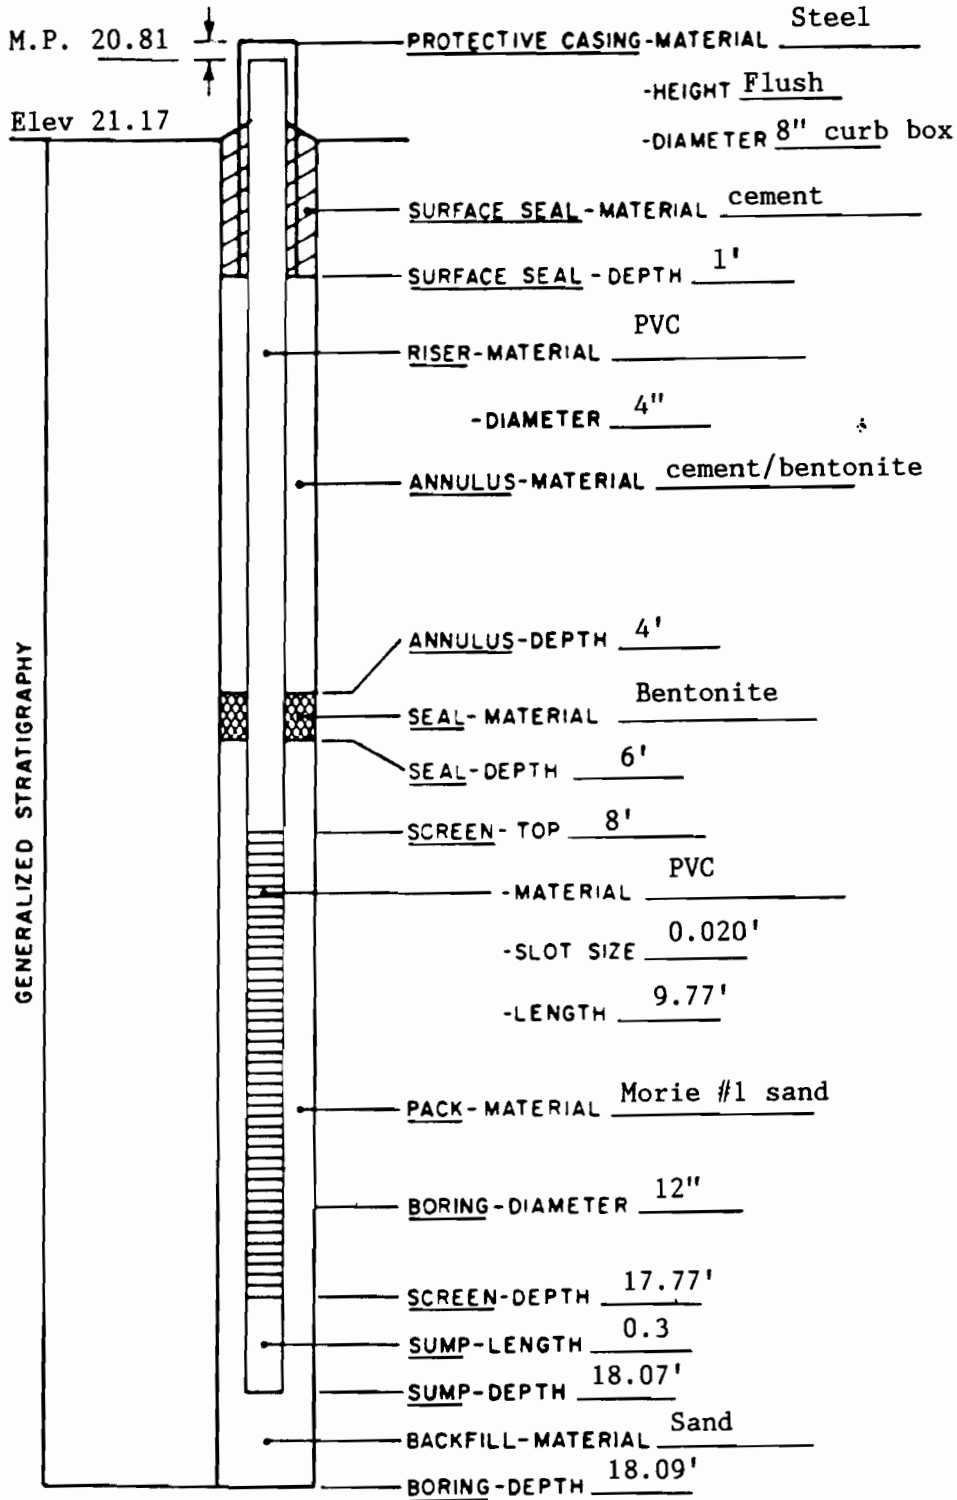 M.P. 20.81
PROTECTIVE CASING-MATERIAL Steel
-HEIGHT Flush
Elev 21.17
-DIAMETER 8" curb box
SURFACE SEAL-MATERIAL cement
SURFACE SEAL-DEPTH 1'
RISER-MATERIAL PVC
-DIAMETER 4"
ANNULUS-MATERIAL cement/bentonite
ANNULUS-DEPTH 4'
SEAL-MATERIAL Bentonite
SEAL-DEPTH 6'
SCREEN-TOP 8'
-MATERIAL PVC
-SLOT SIZE 0.020'
-LENGTH 9.77'
GENERALIZED STRATIGRAPHY
PACK-MATERIAL Morie #1 sand
BORING-DIAMETER 12"
SCREEN-DEPTH 17.77'
SUMP-LENGTH 0.3
SUMP-DEPTH 18.07'
BACKFILL-MATERIAL Sand
BORING-DEPTH 18.09'